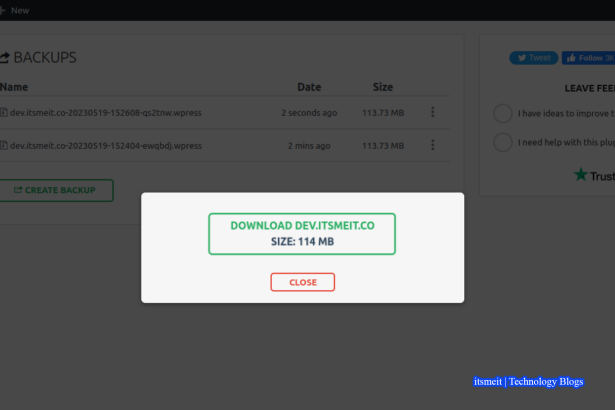 New
BACKUPS
Name Date Size
dev.itsmeit.co-20230519-152608-qs2tnw.wpress 2 seconds ago 113.73 MB
dev.itsmeit.co-20230519-152404-ewqbdj.wpress 2 mins ago 113.73 MB
CREATE BACKUP
DOWNLOAD DEV.ITSMEIT.CO
SIZE: 114 MB
CLOSE
Tweet Follow 3K
LEAVE FEE
I have ideas to improve t
I need help with this plug
Trust
itsmeit | Technology Blogs